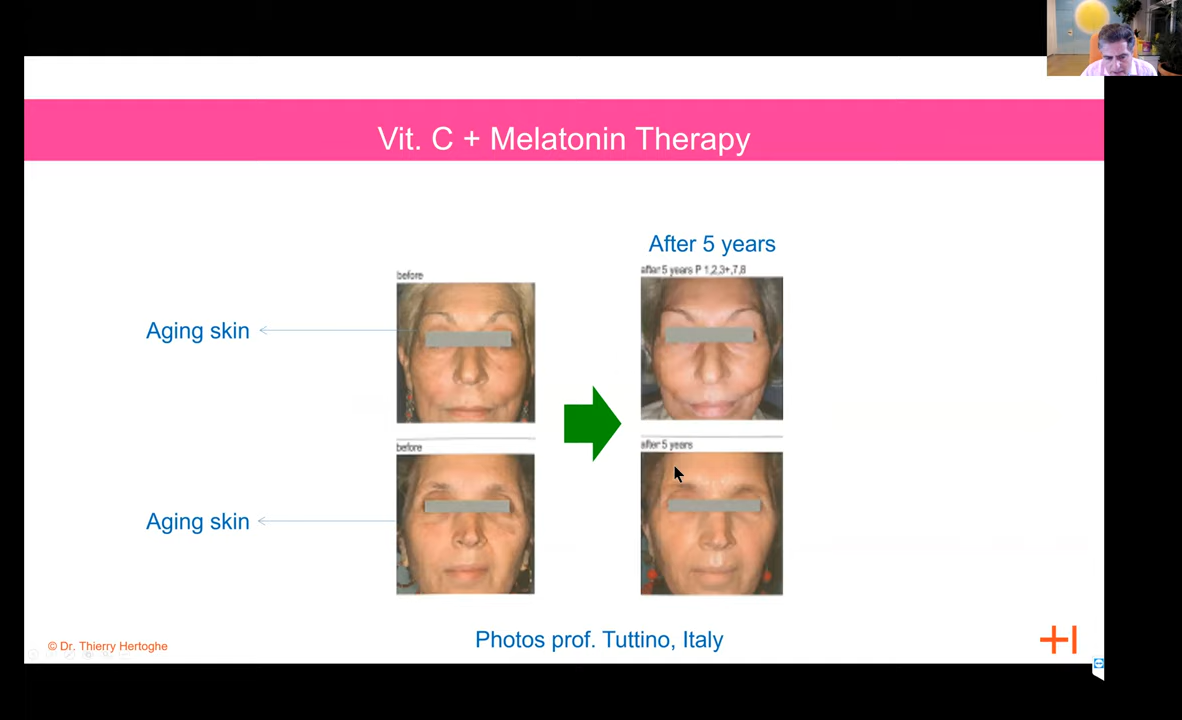 Vit. C + Melatonin Therapy
After 5 years
before
after 5 years P 1,2,3+,7,8
Aging skin
before
after 5 years
Aging skin
Photos prof. Tuttino, Italy
© Dr. Thierry Hertoghe